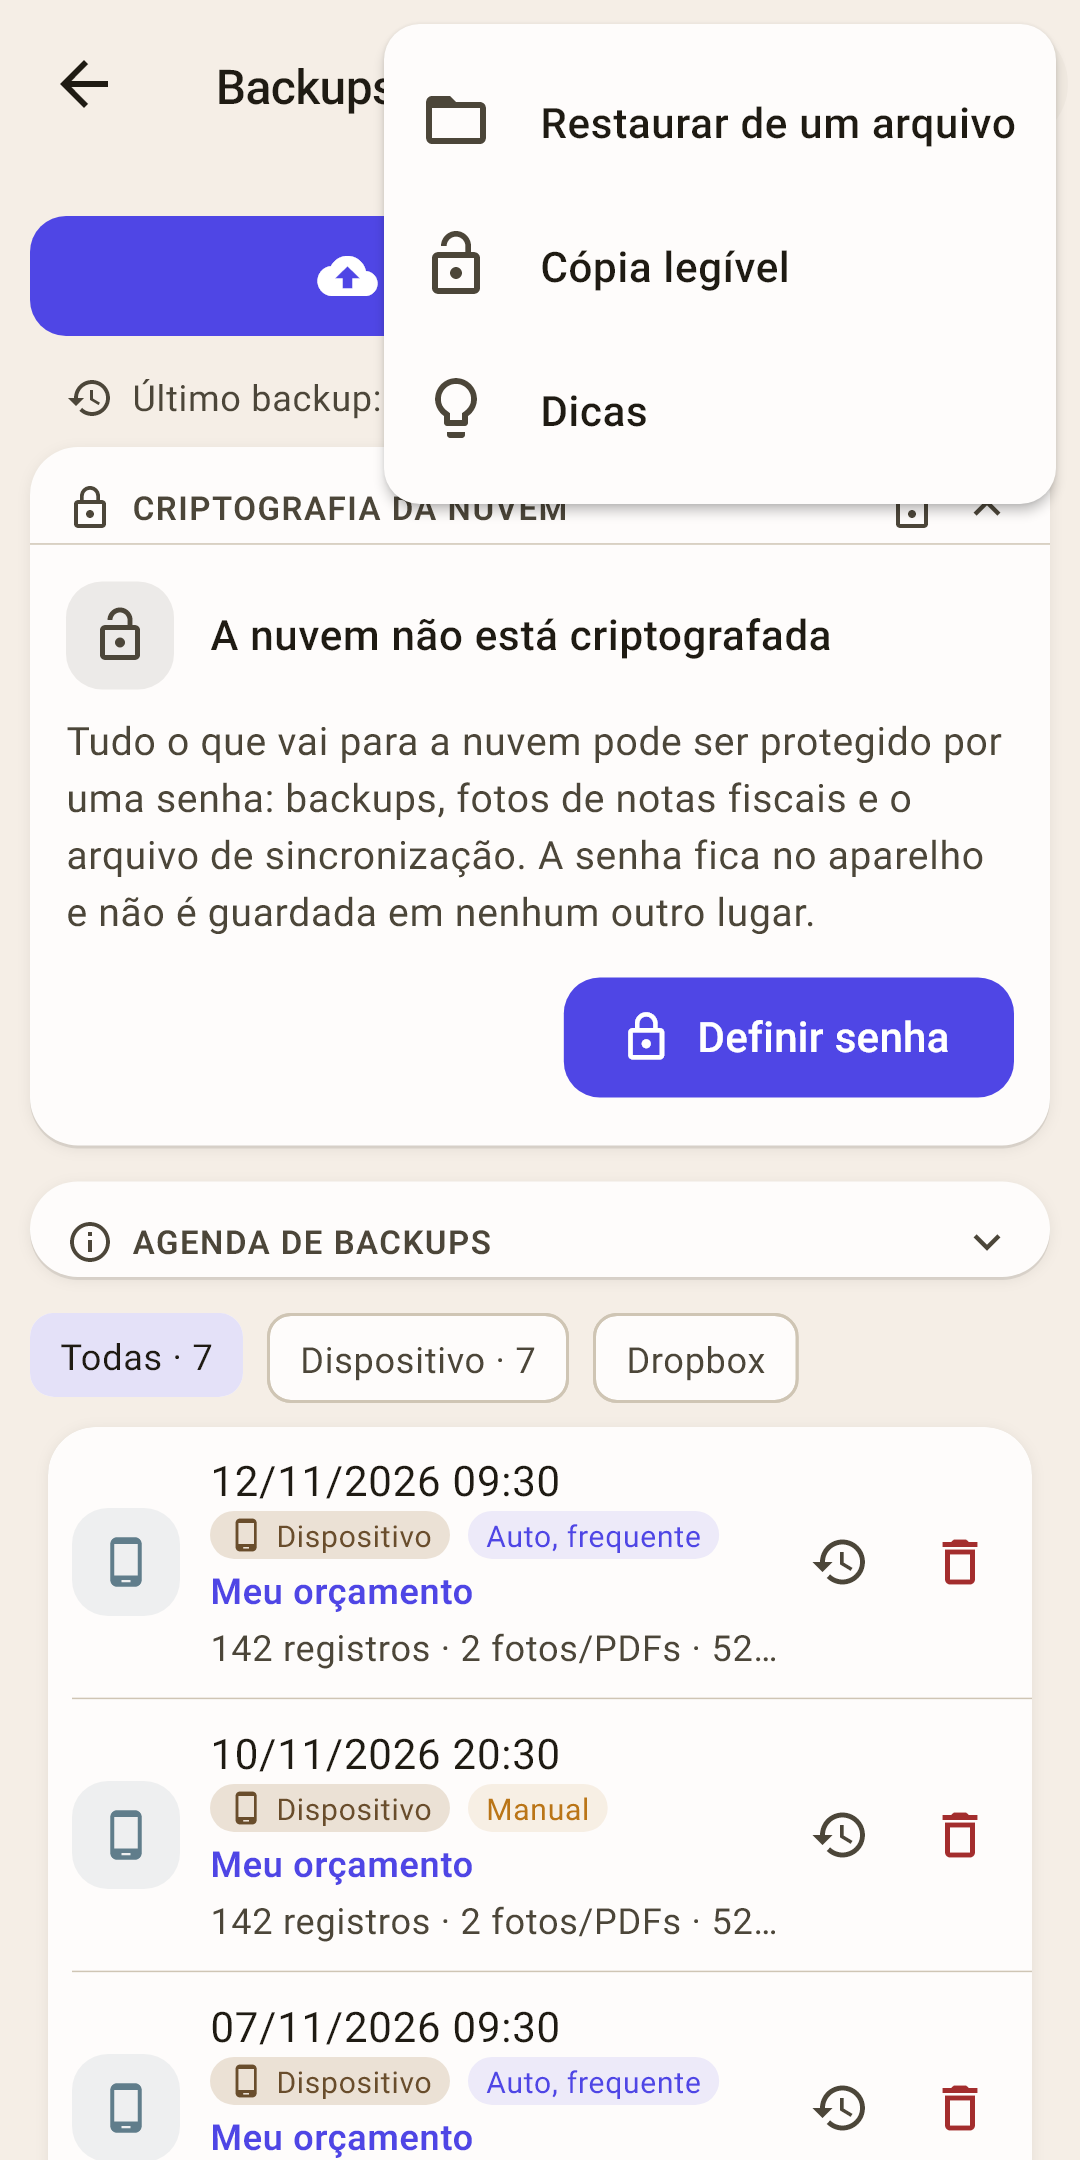 Backups
Restaurar de um arquivo
Cópia legível
Dicas
Último backup:
CRIPTOGRAFIA DA NUVEM
A nuvem não está criptografada
Tudo o que vai para a nuvem pode ser protegido por
uma senha: backups, fotos de notas fiscais e o
arquivo de sincronização. A senha fica no aparelho
e não é guardada em nenhum outro lugar.
Definir senha
AGENDA DE BACKUPS
Todas · 7
Dispositivo · 7
Dropbox
12/11/2026 09:30
Dispositivo
Auto, frequente
Meu orçamento
142 registros · 2 fotos/PDFs · 52…
10/11/2026 20:30
Dispositivo
Manual
Meu orçamento
142 registros · 2 fotos/PDFs · 52…
07/11/2026 09:30
Dispositivo
Auto, frequente
Meu orçamento